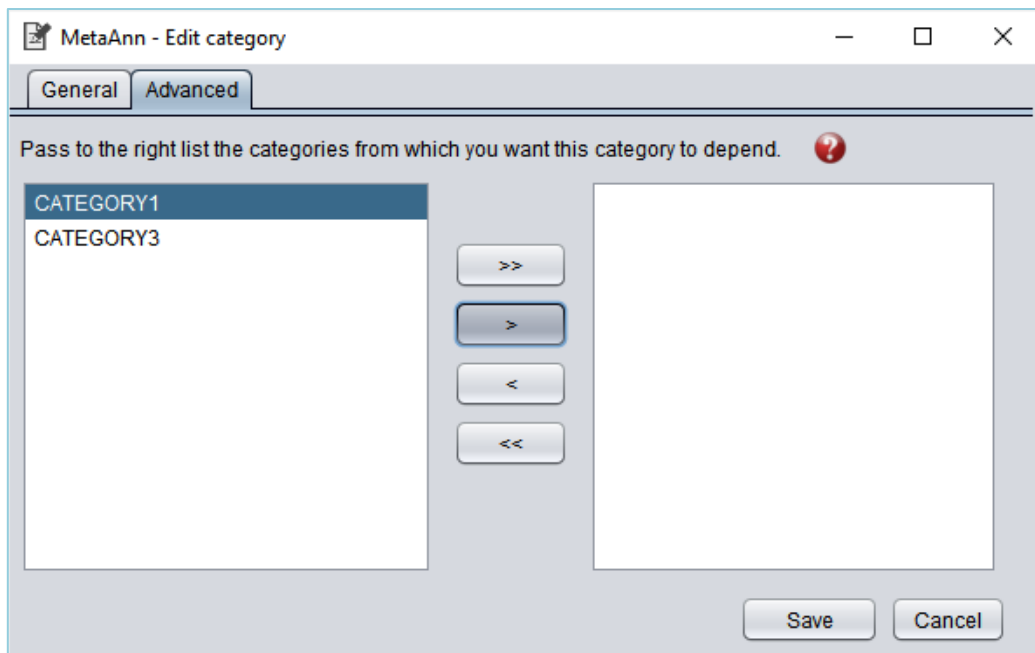 MetaAnn - Edit category
General Advanced
Pass to the right list the categories from which you want this category to depend. ?
CATEGORY1
CATEGORY3
>>
>
<
<<
Save Cancel